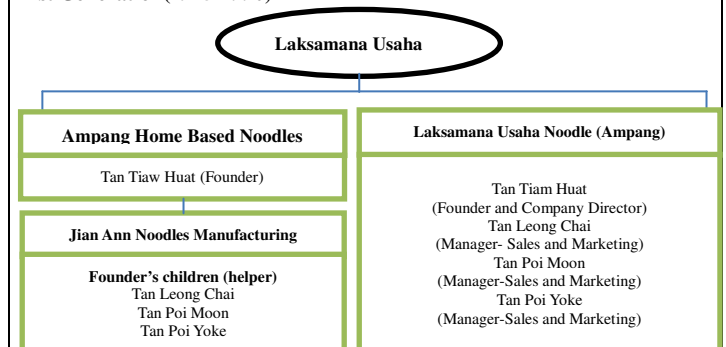 Laksamana Usaha
Ampang Home Based Noodles
Tan Tiaw Huat (Founder)
Jian Ann Noodles Manufacturing
Founder's children (helper)
Tan Leong Chai
Tan Poi Moon
Tan Poi Yoke
Laksamana Usaha Noodle (Ampang)
Tan Tiam Huat
(Founder and Company Director)
Tan Leong Chai
(Manager- Sales and Marketing)
Tan Poi Moon
(Manager-Sales and Marketing)
Tan Poi Yoke
(Manager-Sales and Marketing)